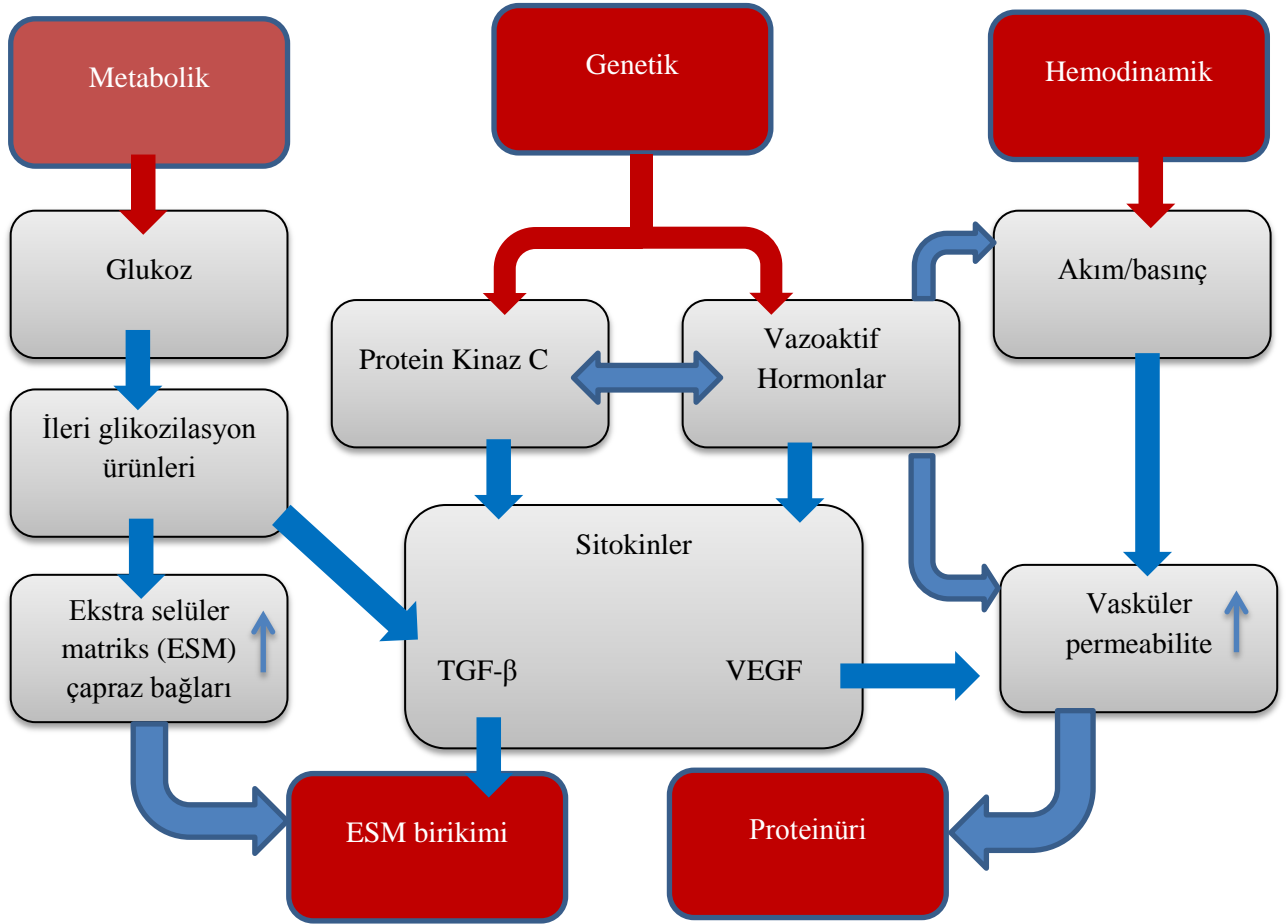 Metabolik
Genetik
Hemodinamik
Glukoz
Akım/basınç
Protein Kinaz C
Vazoaktif
Hormonlar
İleri glikozilasyon
ürünleri
Sitokinler
TGF-β
VEGF
Ekstra selüler
matriks (ESM)
çapraz bağları
Vasküler
permeabilite
ESM birikimi
Proteinüri